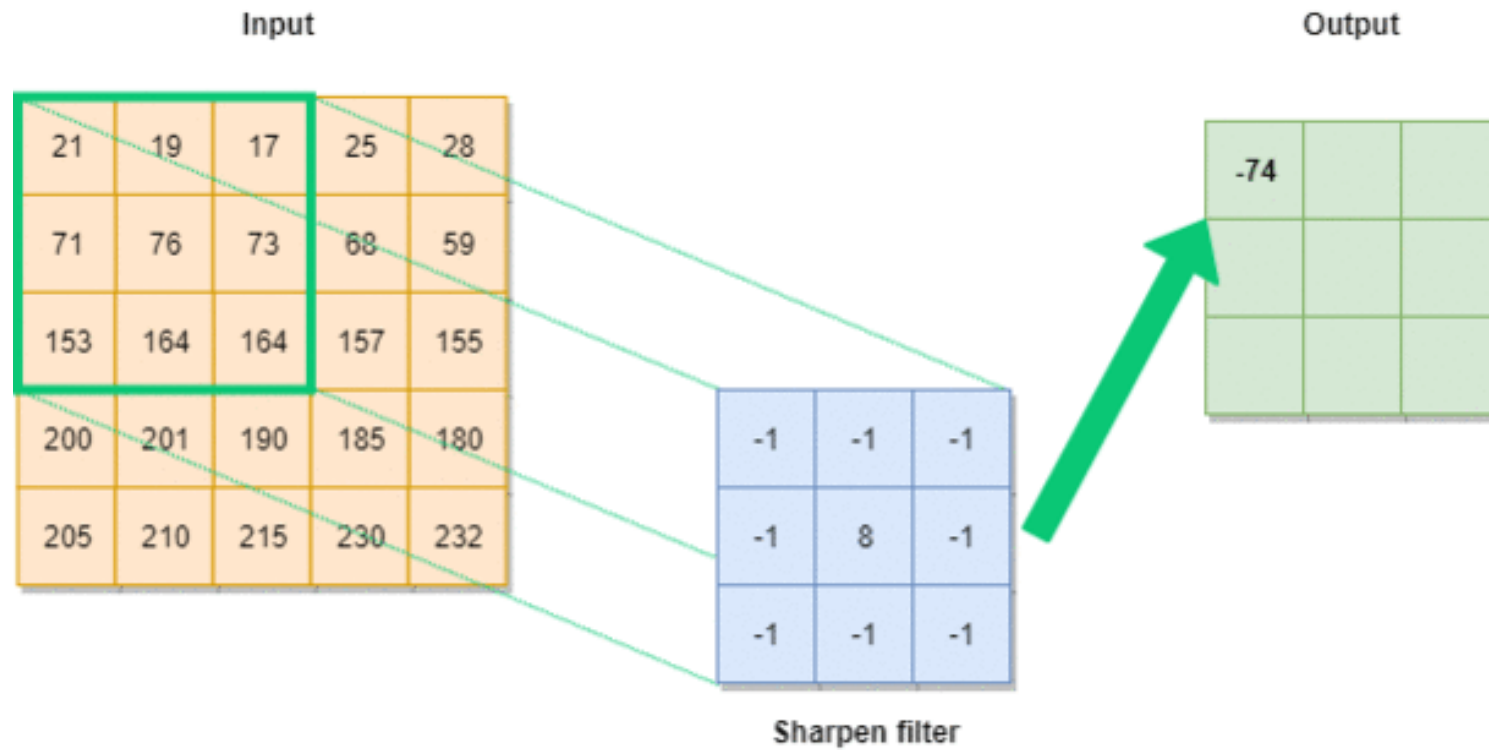 Input
Output
21 19 17 25 28
71 76 73 68 59
153 164 164 157 155
200 201 190 185 180
205 210 215 230 232
-74
-1 -1 -1
-1 8 -1
-1 -1 -1
Sharpen filter